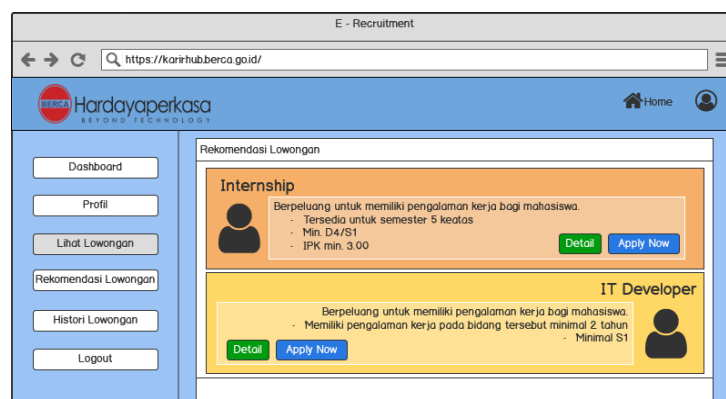 E - Recruitment
https://karirhub.berca.go.id/
BERCA Hardayaperkasa
BEYOND TECHNOLOGY
Home
Dashboard
Profil
Lihat Lowongan
Rekomendasi Lowongan
Histori Lowongan
Logout
Rekomendasi Lowongan
Internship
Berpeluang untuk memiliki pengalaman kerja bagi mahasiswa.
- Tersedia untuk semester 5 keatas
- Min. D4/S1
- IPK min. 3.00
Detail Apply Now
IT Developer
Berpeluang untuk memiliki pengalaman kerja bagi mahasiswa.
- Memiliki pengalaman kerja pada bidang tersebut minimal 2 tahun
- Minimal S1
Detail Apply Now